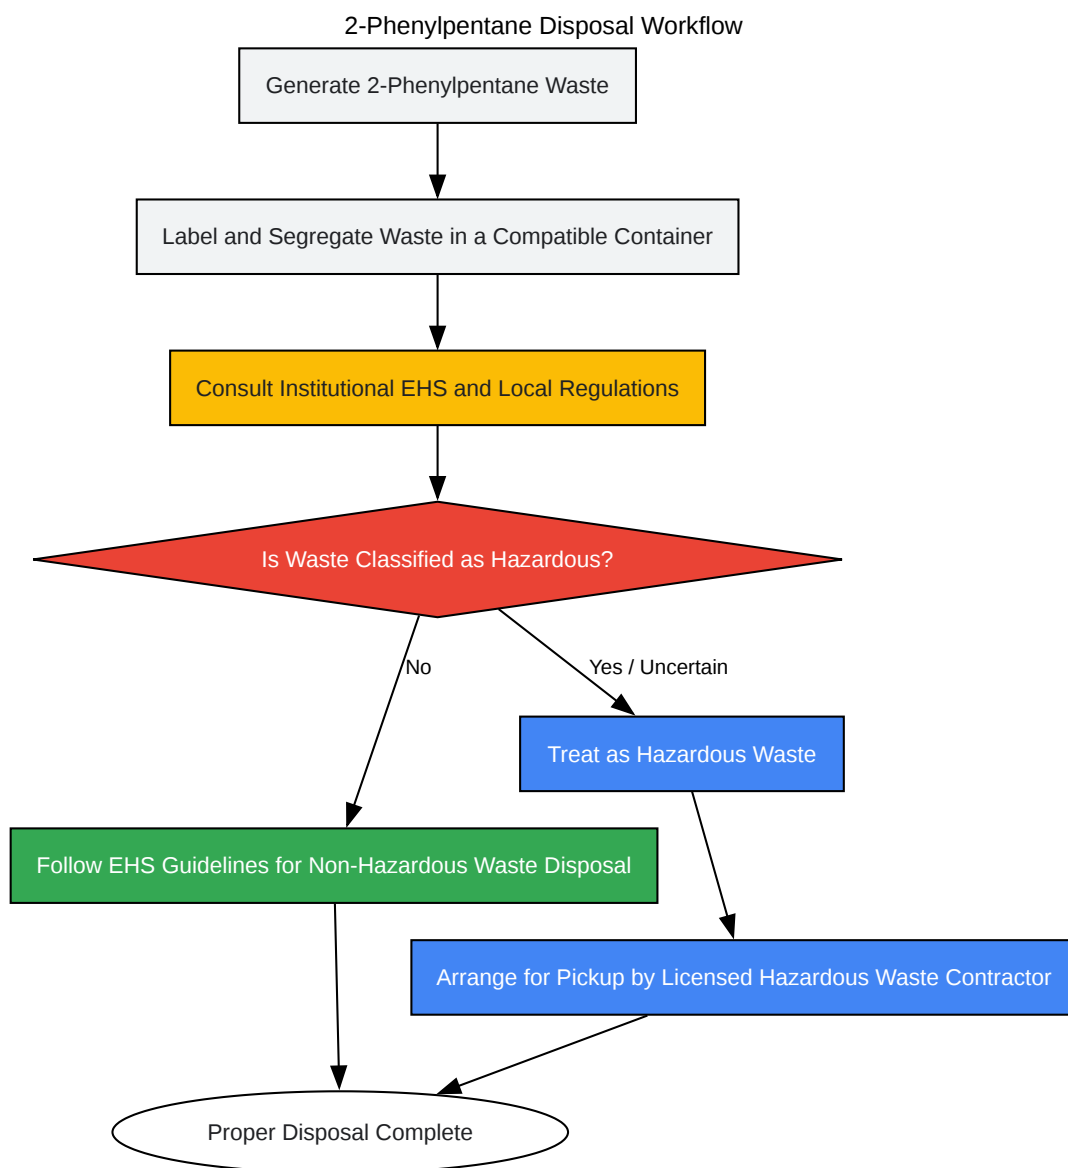 2-Phenylpentane Disposal Workflow
Generate 2-Phenylpentane Waste
Label and Segregate Waste in a Compatible Container
Consult Institutional EHS and Local Regulations
Is Waste Classified as Hazardous?
No
Yes / Uncertain
Treat as Hazardous Waste
Follow EHS Guidelines for Non-Hazardous Waste Disposal
Arrange for Pickup by Licensed Hazardous Waste Contractor
Proper Disposal Complete